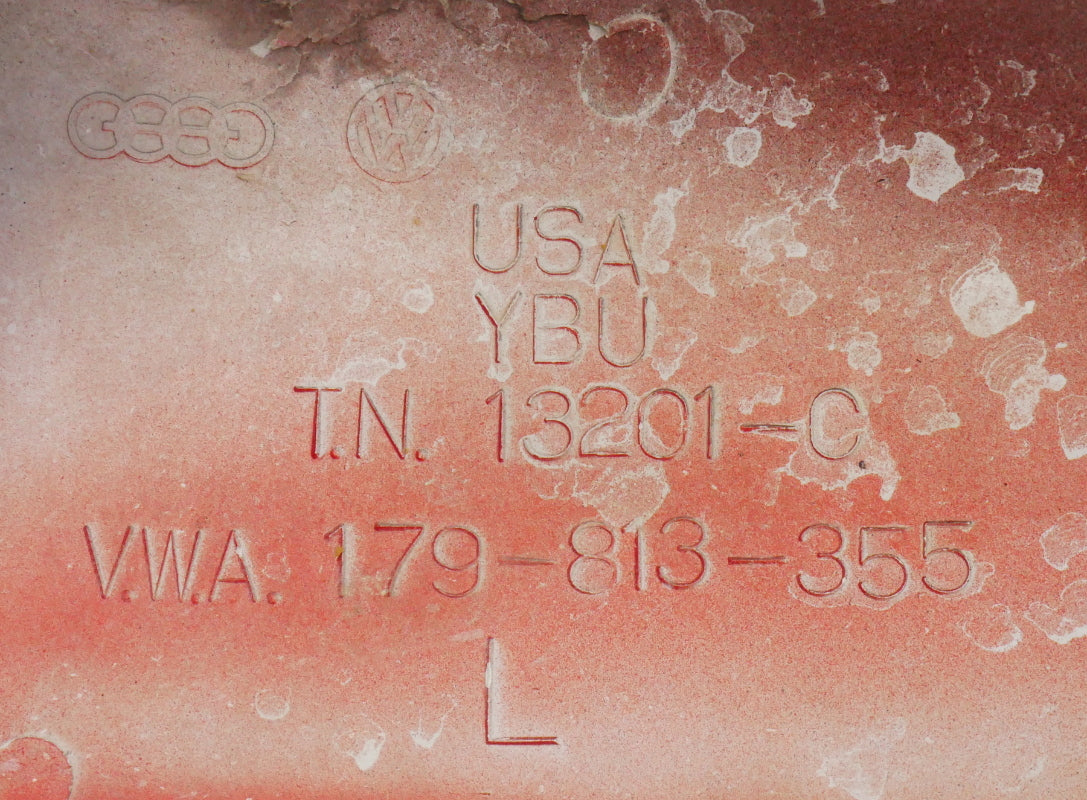 USA
YBU
T.N. 13201-C
V.W.A. 179-813-355
L